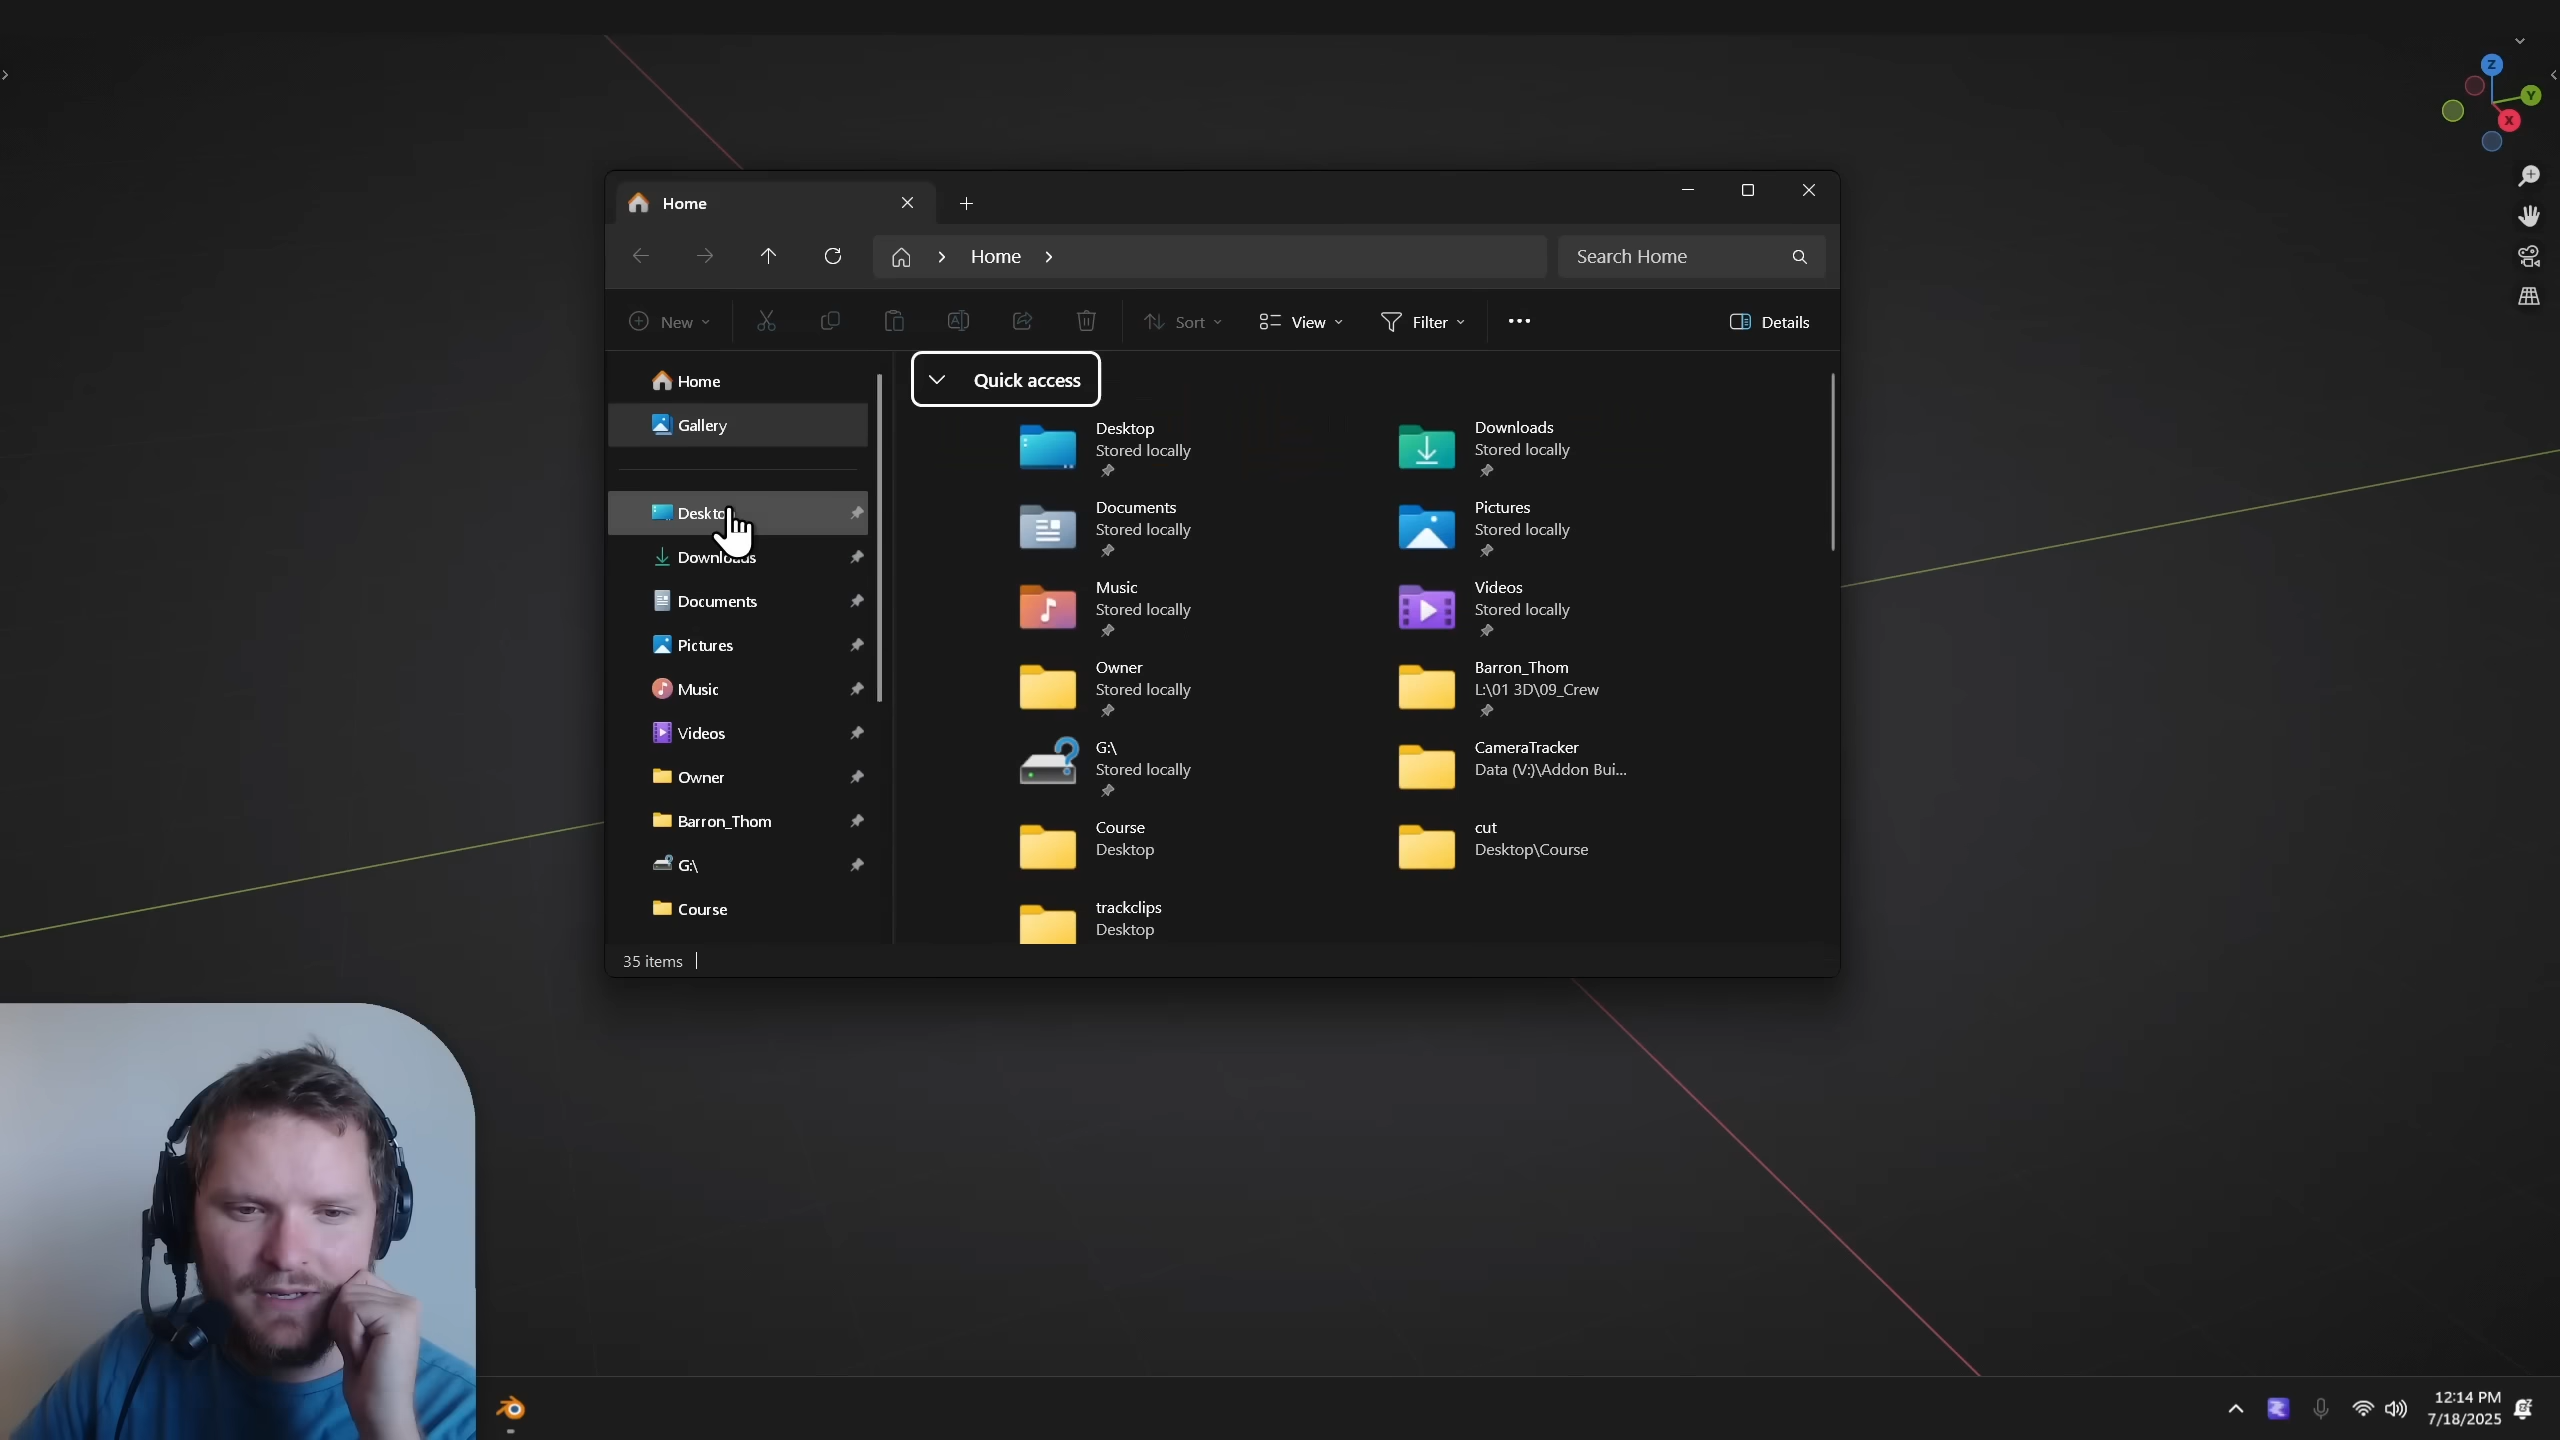 Z
Y
X
Home
Home
Search Home
New
Sort
View
Filter
Details
Home
Gallery
Desktop
Downloads
Documents
Pictures
Music
Videos
Owner
Barron_Thom
G:\
Course
Quick access
Desktop
Stored locally
Downloads
Stored locally
Documents
Stored locally
Pictures
Stored locally
Music
Stored locally
Videos
Stored locally
Owner
Stored locally
Barron_Thom
L:\01 3D\09_Crew
G:\
Stored locally
CameraTracker
Data (V:)\Addon Bui...
Course
Desktop
cut
Desktop\Course
trackclips
Desktop
35 items
12:14 PM
7/18/2025